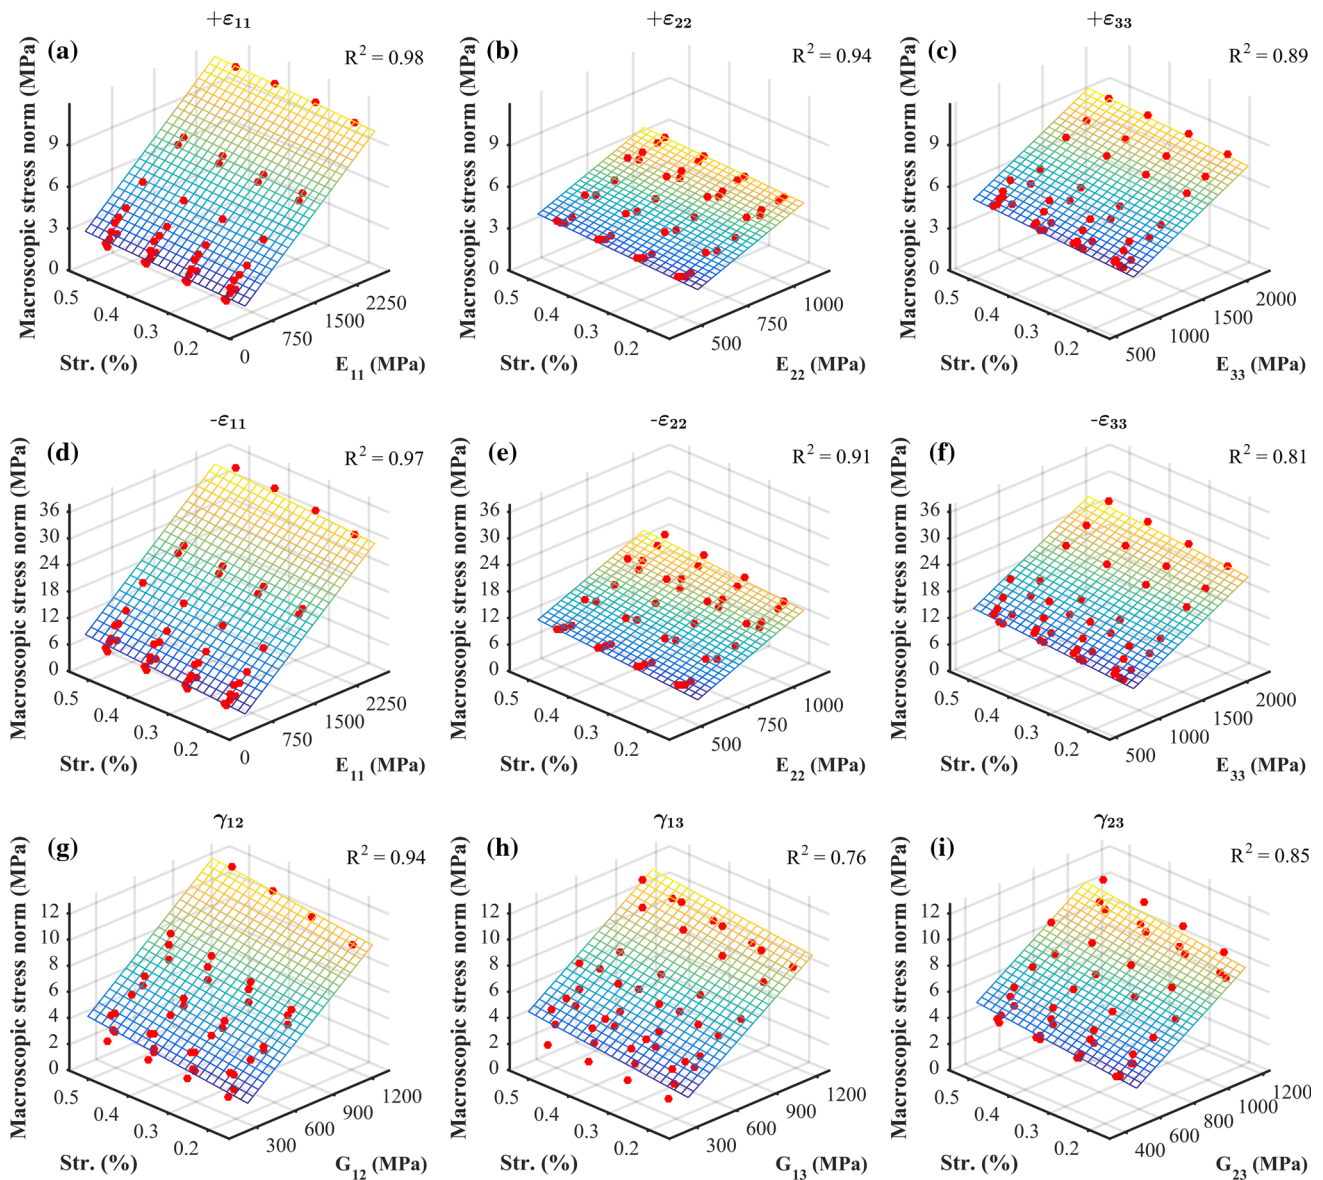 +ε₁₁
(a)
R² = 0.98
Macroscopic stress norm (MPa)
9
6
3
0
0.5
0.4
0.3
0.2
Str. (%)
0
750
1500
2250
E₁₁ (MPa)
+ε₂₂
(b)
R² = 0.94
Macroscopic stress norm (MPa)
9
6
3
0
0.5
0.4
0.3
0.2
Str. (%)
500
750
1000
E₂₂ (MPa)
+ε₃₃
(c)
R² = 0.89
Macroscopic stress norm (MPa)
9
6
3
0
0.5
0.4
0.3
0.2
Str. (%)
500
1000
1500
2000
E₃₃ (MPa)
-ε₁₁
(d)
R² = 0.97
Macroscopic stress norm (MPa)
36
30
24
18
12
6
0
0.5
0.4
0.3
0.2
Str. (%)
0
750
1500
2250
E₁₁ (MPa)
-ε₂₂
(e)
R² = 0.91
Macroscopic stress norm (MPa)
36
30
24
18
12
6
0
0.5
0.4
0.3
0.2
Str. (%)
500
750
1000
E₂₂ (MPa)
-ε₃₃
(f)
R² = 0.81
Macroscopic stress norm (MPa)
36
30
24
18
12
6
0
0.5
0.4
0.3
0.2
Str. (%)
500
1000
1500
2000
E₃₃ (MPa)
γ₁₂
(g)
R² = 0.94
Macroscopic stress norm (MPa)
12
10
8
6
4
2
0
0.5
0.4
0.3
0.2
Str. (%)
300
600
900
1200
G₁₂ (MPa)
γ₁₃
(h)
R² = 0.76
Macroscopic stress norm (MPa)
12
10
8
6
4
2
0
0.5
0.4
0.3
0.2
Str. (%)
300
600
900
1200
G₁₃ (MPa)
γ₂₃
(i)
R² = 0.85
Macroscopic stress norm (MPa)
12
10
8
6
4
2
0
0.5
0.4
0.3
0.2
Str. (%)
400
600
800
1000
1200
G₂₃ (MPa)